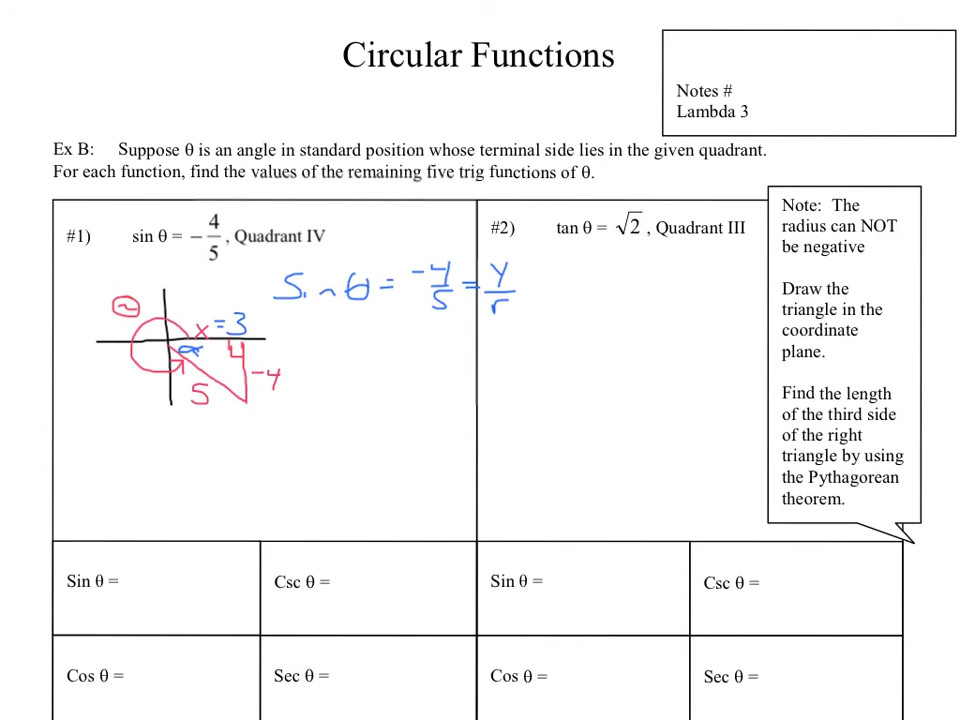 Circular Functions
Notes #
Lambda 3
Ex B: Suppose θ is an angle in standard position whose terminal side lies in the given quadrant.
For each function, find the values of the remaining five trig functions of θ.
#1) sin θ = −4/5, Quadrant IV
Sin θ = -4/5 = y/r
x = 3
α
-4
5
#2) tan θ = √2, Quadrant III
Note: The
radius can NOT
be negative
Draw the
triangle in the
coordinate
plane.
Find the length
of the third side
of the right
triangle by using
the Pythagorean
theorem.
Sin θ =
Csc θ =
Sin θ =
Csc θ =
Cos θ =
Sec θ =
Cos θ =
Sec θ =